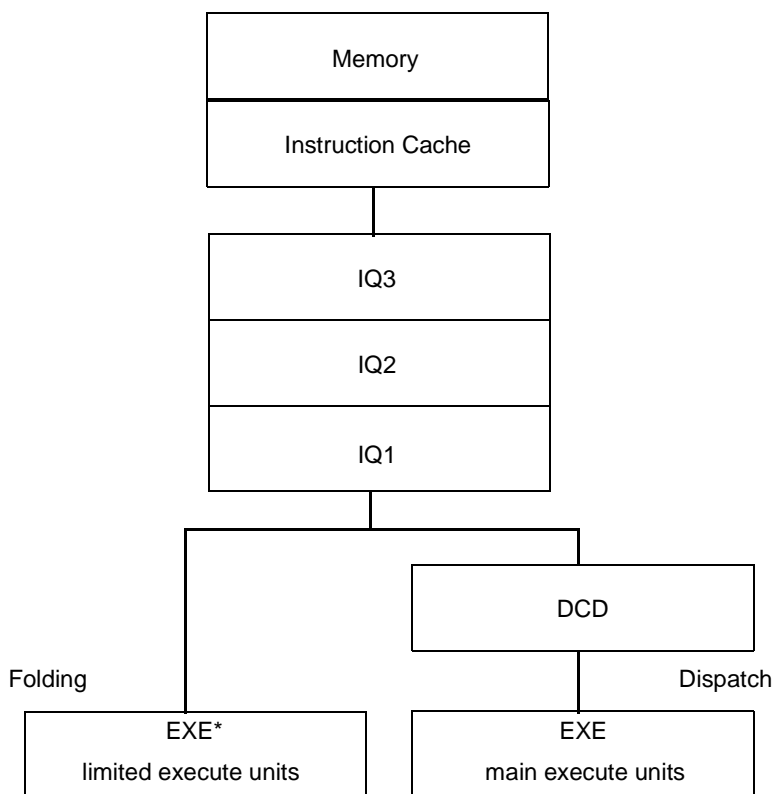 Memory
Instruction Cache
IQ3
IQ2
IQ1
DCD
Folding
Dispatch
EXE*
limited execute units
EXE
main execute units